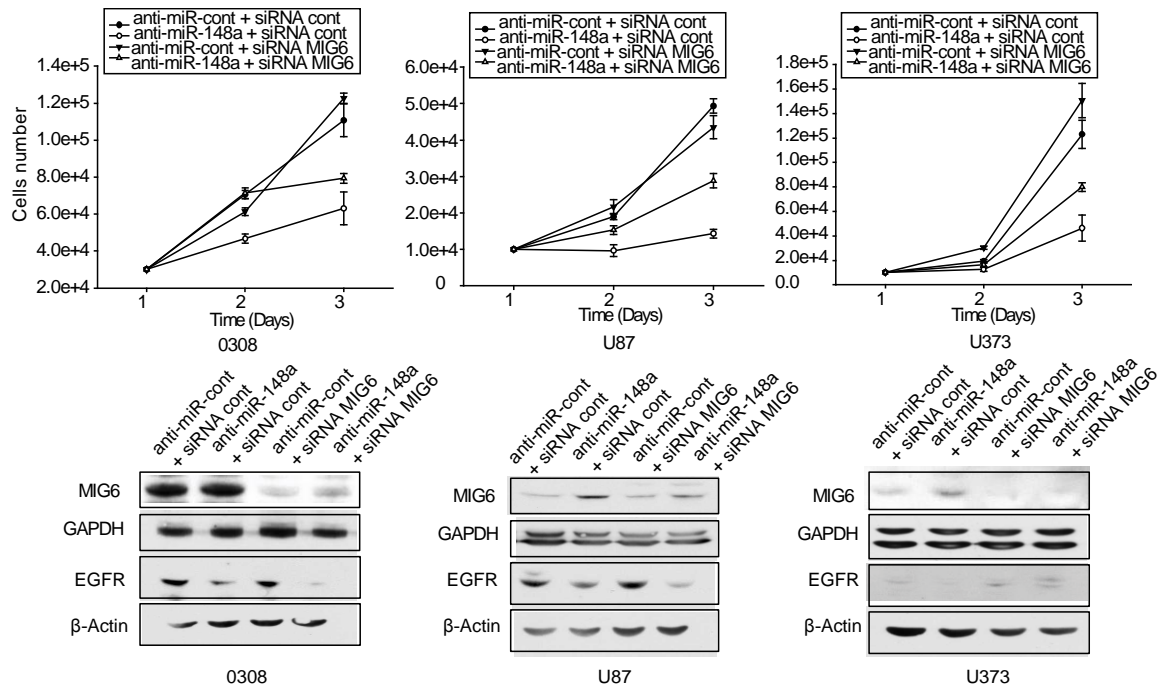 anti-miR-cont + siRNA cont
anti-miR-148a + siRNA cont
anti-miR-cont + siRNA MIG6
anti-miR-148a + siRNA MIG6
Cells number
1.4e+5
1.2e+5
1.0e+5
8.0e+4
6.0e+4
4.0e+4
2.0e+4
1 2 3
Time (Days)
0308
anti-miR-cont + siRNA cont
anti-miR-148a + siRNA cont
anti-miR-cont + siRNA MIG6
anti-miR-148a + siRNA MIG6
6.0e+4
5.0e+4
4.0e+4
2.0e+4
1.0e+4
0
1 2 3
Time (Days)
U87
anti-miR-cont + siRNA cont
anti-miR-148a + siRNA cont
anti-miR-cont + siRNA MIG6
anti-miR-148a + siRNA MIG6
1.8e+5
1.6e+5
1.4e+5
1.2e+5
1.0e+5
8.0e+4
6.0e+4
4.0e+4
2.0e+4
0.0
1 2 3
Time (Days)
U373
anti-miR-cont
+ siRNA cont
anti-miR-148a
+ siRNA cont
anti-miR-cont
+ siRNA MIG6
anti-miR-148a
+ siRNA MIG6
MIG6
GAPDH
EGFR
β-Actin
0308
anti-miR-cont
+ siRNA cont
anti-miR-148a
+ siRNA cont
anti-miR-cont
+ siRNA MIG6
anti-miR-148a
+ siRNA MIG6
MIG6
GAPDH
EGFR
β-Actin
U87
anti-miR-cont
+ siRNA cont
anti-miR-148a
+ siRNA cont
anti-miR-cont
+ siRNA MIG6
anti-miR-148a
+ siRNA MIG6
MIG6
GAPDH
EGFR
β-Actin
U373